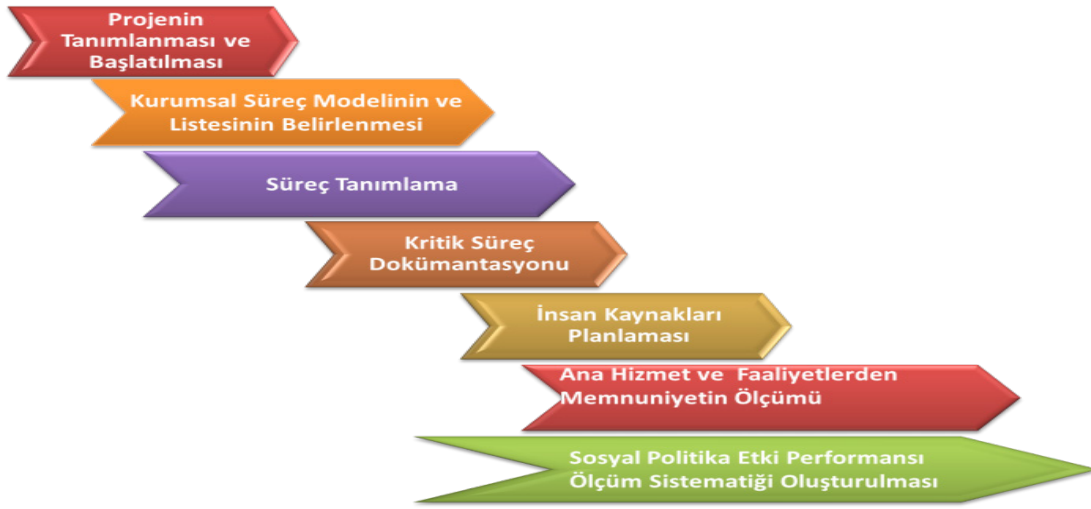 Projenin
Tanımlanması ve
Başlatılması
Kurumsal Süreç Modelinin ve
Listesinin Belirlenmesi
Süreç Tanımlama
Kritik Süreç
Dokümantasyonu
İnsan Kaynakları
Planlaması
Ana Hizmet ve Faaliyetlerden
Memnuniyetin Ölçümü
Sosyal Politika Etki Performansı
Ölçüm Sistematiği Oluşturulması